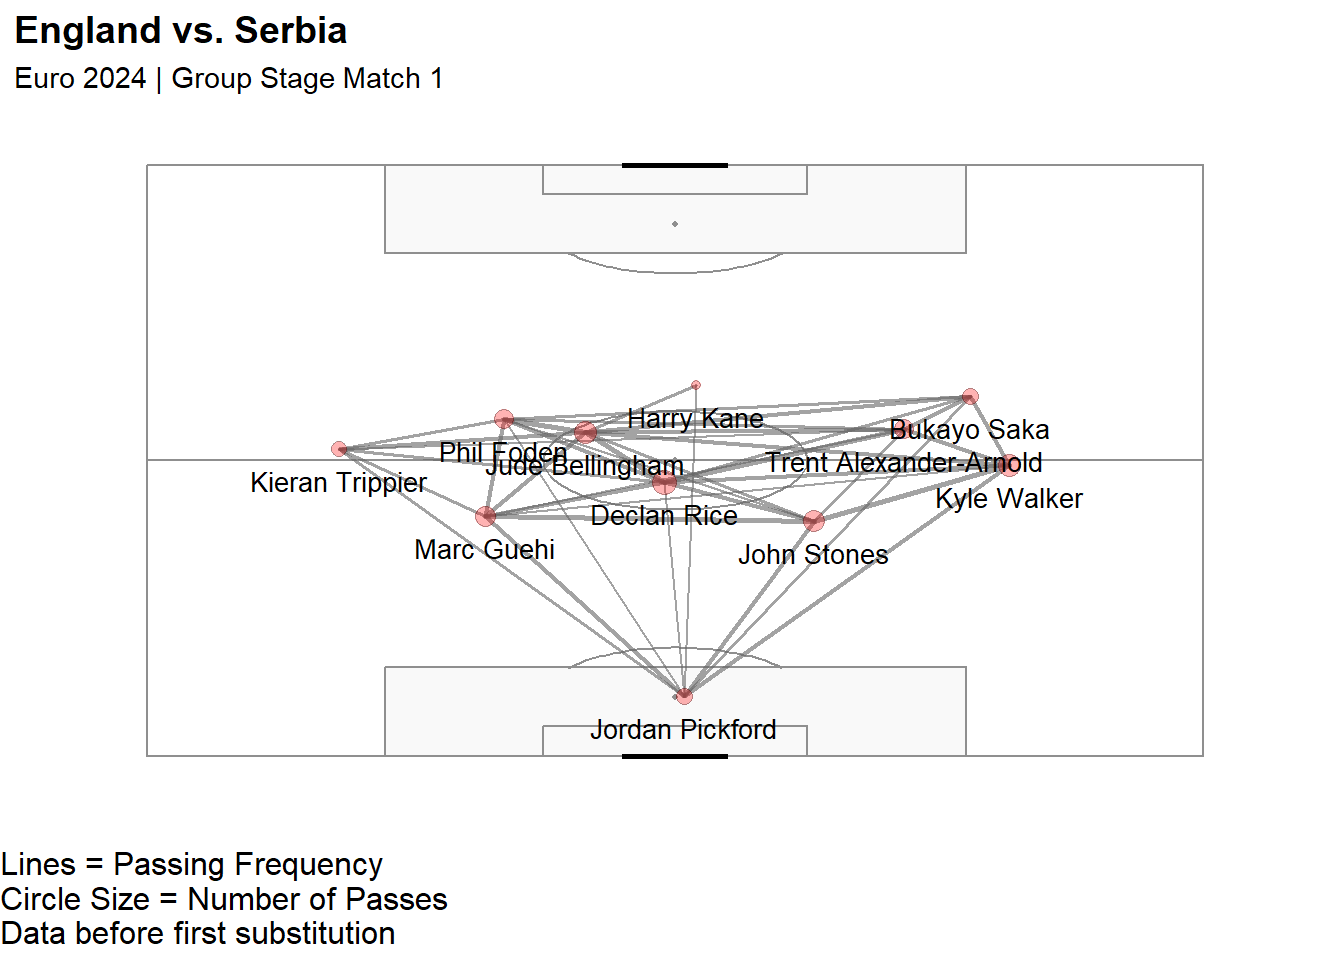 England vs. Serbia
Euro 2024 | Group Stage Match 1
Harry Kane
Bukayo Saka
Phil Foden
Jude Bellingham
Trent Alexander-Arnold
Kieran Trippier
Kyle Walker
Declan Rice
Marc Guehi
John Stones
Jordan Pickford
Lines = Passing Frequency
Circle Size = Number of Passes
Data before first substitution